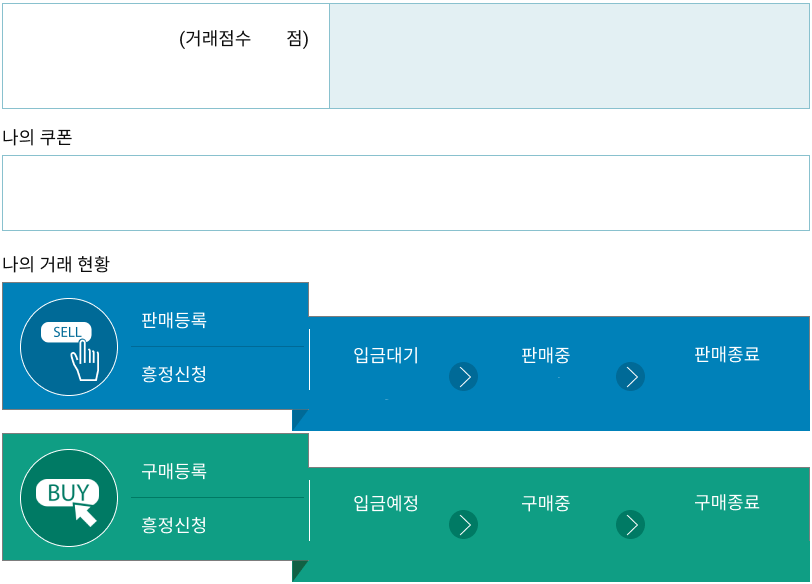 (거래점수 점)
나의 쿠폰
나의 거래 현황
SELL
판매등록
흥정신청
입금대기
판매중
판매종료
BUY
구매등록
흥정신청
입금예정
구매중
구매종료